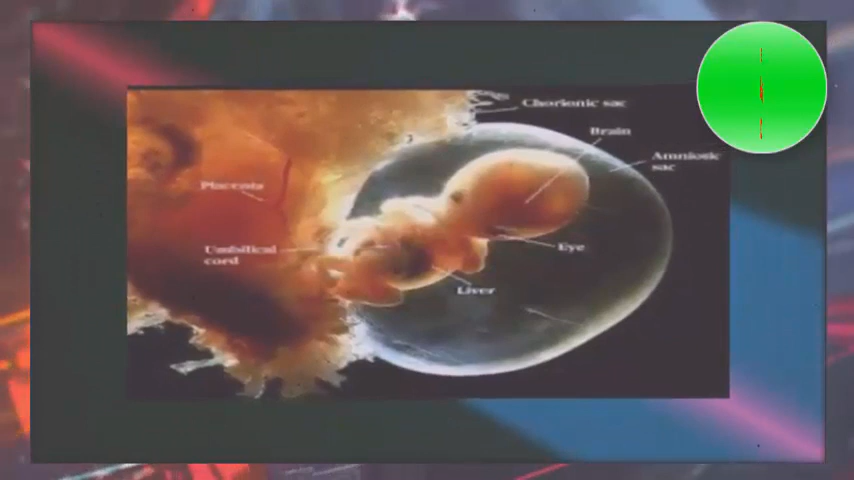 Chorionic sac
Brain
Amniotic
sac
Placenta
Umbilical
cord
Eye
Liver